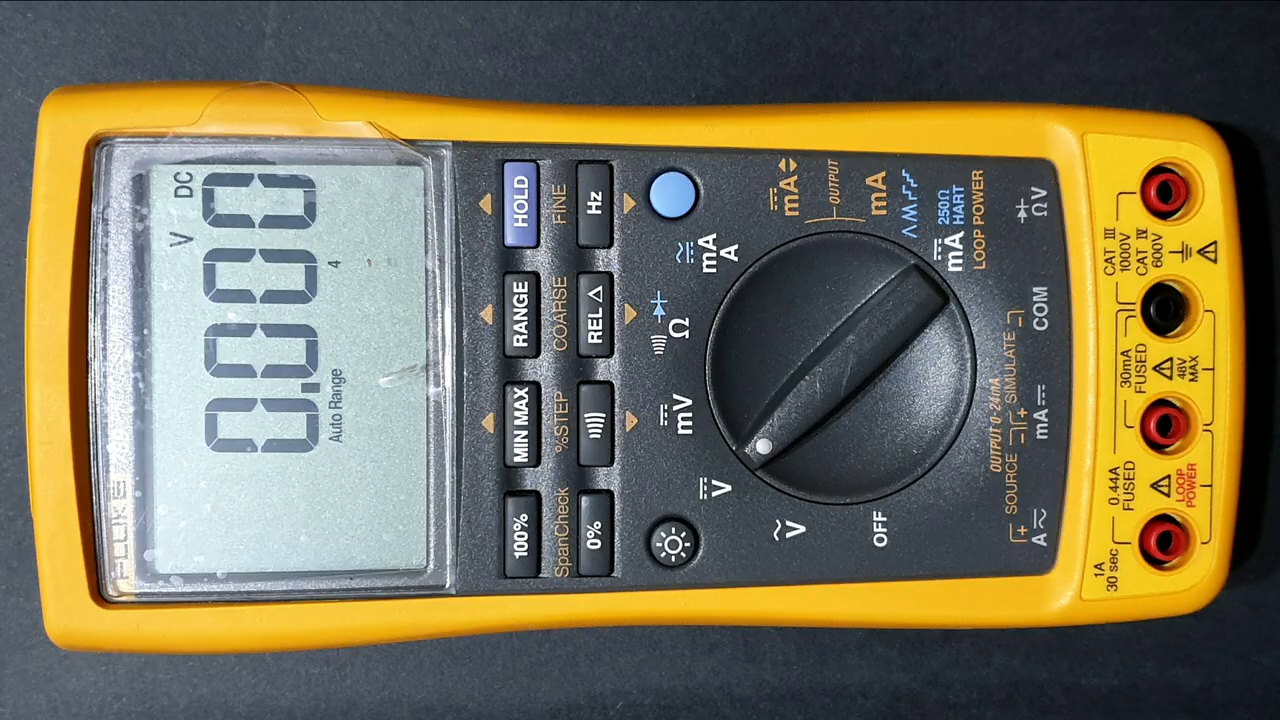 FLUKE
V DC
0.000
Auto Range 4
100% MIN MAX RANGE HOLD
SpanCheck %STEP COARSE FINE
0% REL Δ Hz
OFF
V
V
mV
Ω
mA
A
mA
OUTPUT
mA
250Ω
HART
mA
LOOP POWER
OUTPUT 0-24mA
SOURCE SIMULATE
A mA COM Ω V
1A
30 sec
0.44A
FUSED
LOOP
POWER
30mA
FUSED
48V
MAX
CAT III
1000V
CAT IV
600V